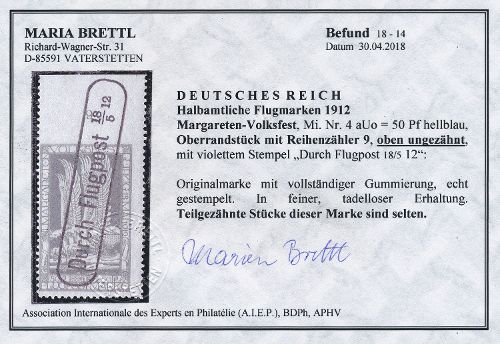 MARIA BRETTL
Richard-Wagner-Str. 31
D-85591 VATERSTETTEN
Befund 18 - 14
Datum 30.04.2018
DEUTSCHES REICH
Halbamtliche Flugmarken 1912
Margareten-Volksfest, Mi. Nr. 4 aUo = 50 Pf hellblau,
Oberrandstück mit Reihenzähler 9, oben ungezähnt,
mit violettem Stempel „Durch Flugpost 18/5 12“:
Originalmarke mit vollständiger Gummierung, echt
gestempelt. In feiner, tadelloser Erhaltung.
Teilgezähnte Stücke dieser Marke sind selten.
Durch Flugpost 18/5 12
Marien Brettl
Association Internationale des Experts en Philatélie (A.I.E.P.), BDPh, APHV